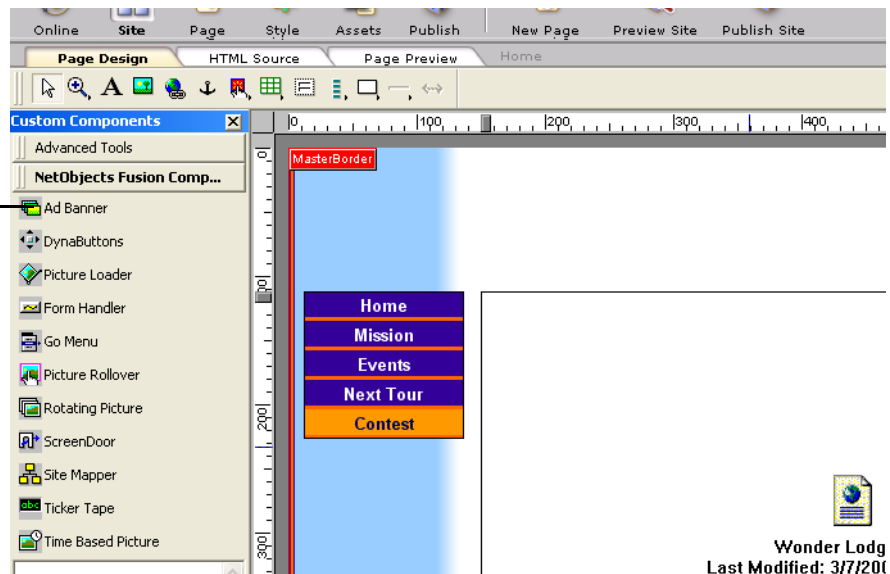 Online Site Page Style Assets Publish New Page Preview Site Publish Site
Page Design HTML Source Page Preview Home
A
Custom Components
Advanced Tools
NetObjects Fusion Comp...
Ad Banner
DynaButtons
Picture Loader
Form Handler
Go Menu
Picture Rollover
Rotating Picture
ScreenDoor
Site Mapper
abc Ticker Tape
Time Based Picture
0 100 200 300 400
0
100
200
300
MasterBorder
Home
Mission
Events
Next Tour
Contest
Wonder Lodg
Last Modified: 3/7/200